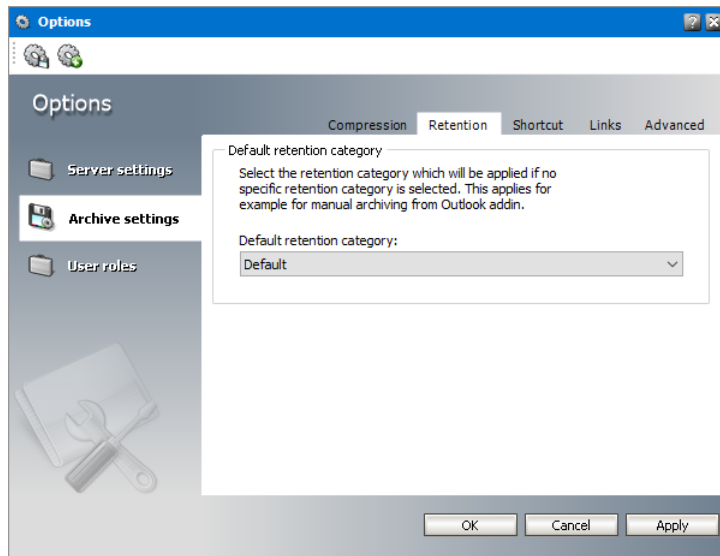 Options
Options
Compression Retention Shortcut Links Advanced
Server settings
Archive settings
User roles
Default retention category
Select the retention category which will be applied if no
specific retention category is selected. This applies for
example for manual archiving from Outlook addin.
Default retention category:
Default
OK Cancel Apply